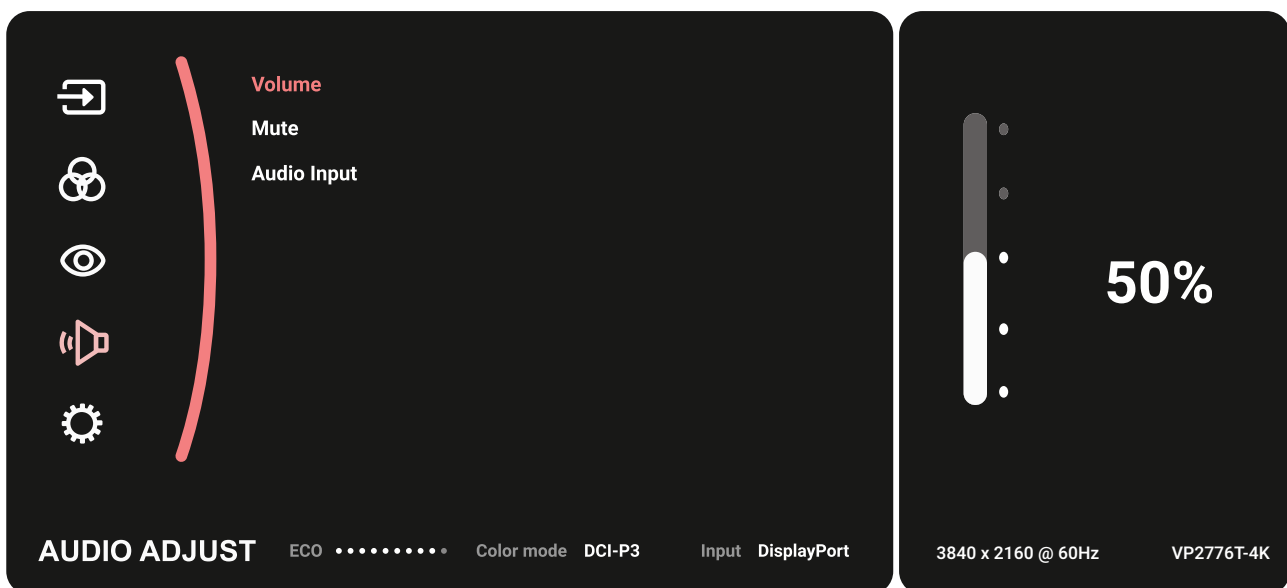 Volume
Mute
Audio Input
50%
AUDIO ADJUST ECO Color mode DCI-P3 Input DisplayPort
3840 x 2160 @ 60Hz VP2776T-4K